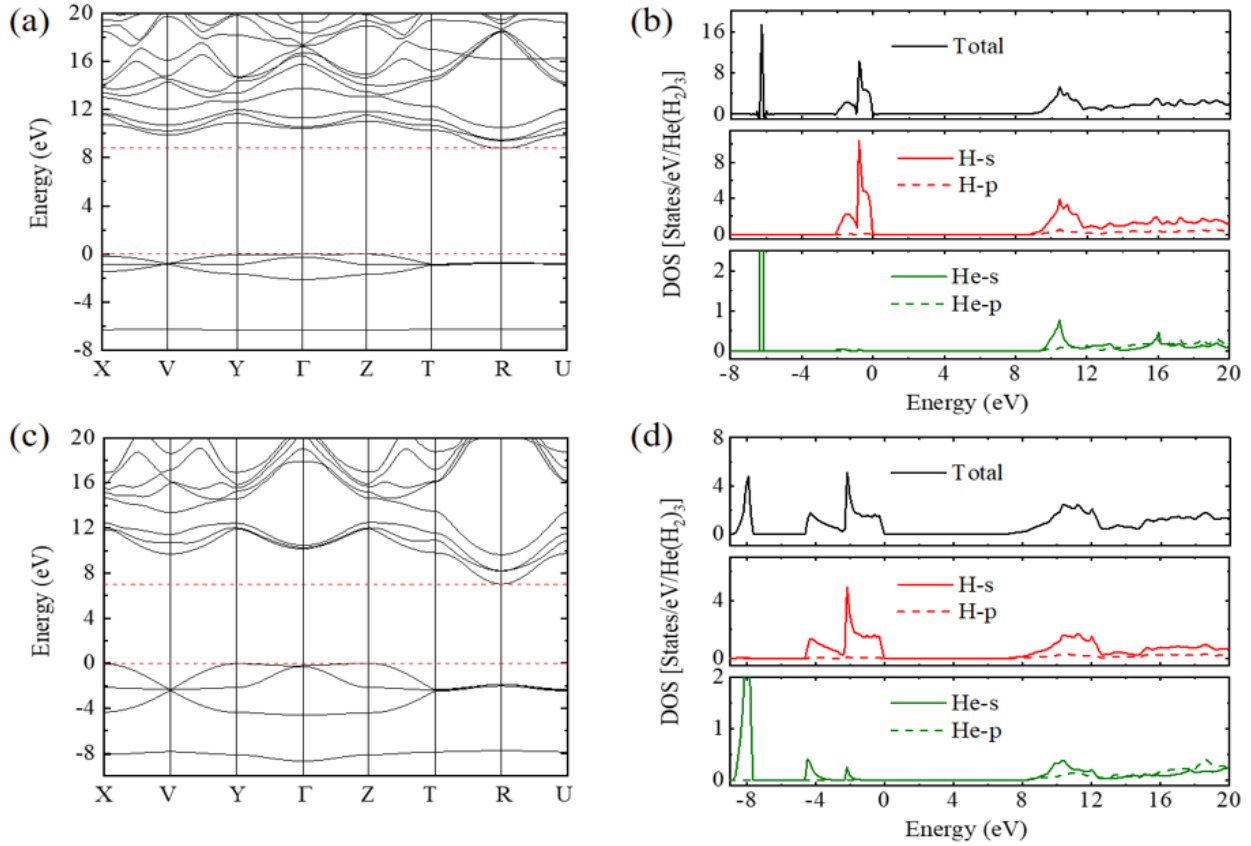 (a)
Energy (eV)
20
16
12
8
4
0
-4
-8
X V Y Γ Z T R U
(b)
DOS [States/eV/He(H₂)₃]
16
8
0
Total
10
5
0
H-s
H-p
2
1
0
He-s
He-p
-8 -4 0 4 8 12 16 20
Energy (eV)
(c)
Energy (eV)
20
16
12
8
4
0
-4
-8
X V Y Γ Z T R U
(d)
DOS [States/eV/He(H₂)₃]
8
4
0
Total
4
0
H-s
H-p
2
1
0
He-s
He-p
-8 -4 0 4 8 12 16 20
Energy (eV)